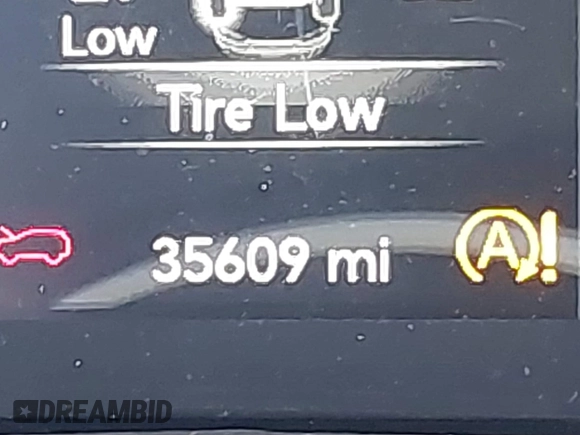 Low
Tire Low
35609 mi
A!
DREAMBID